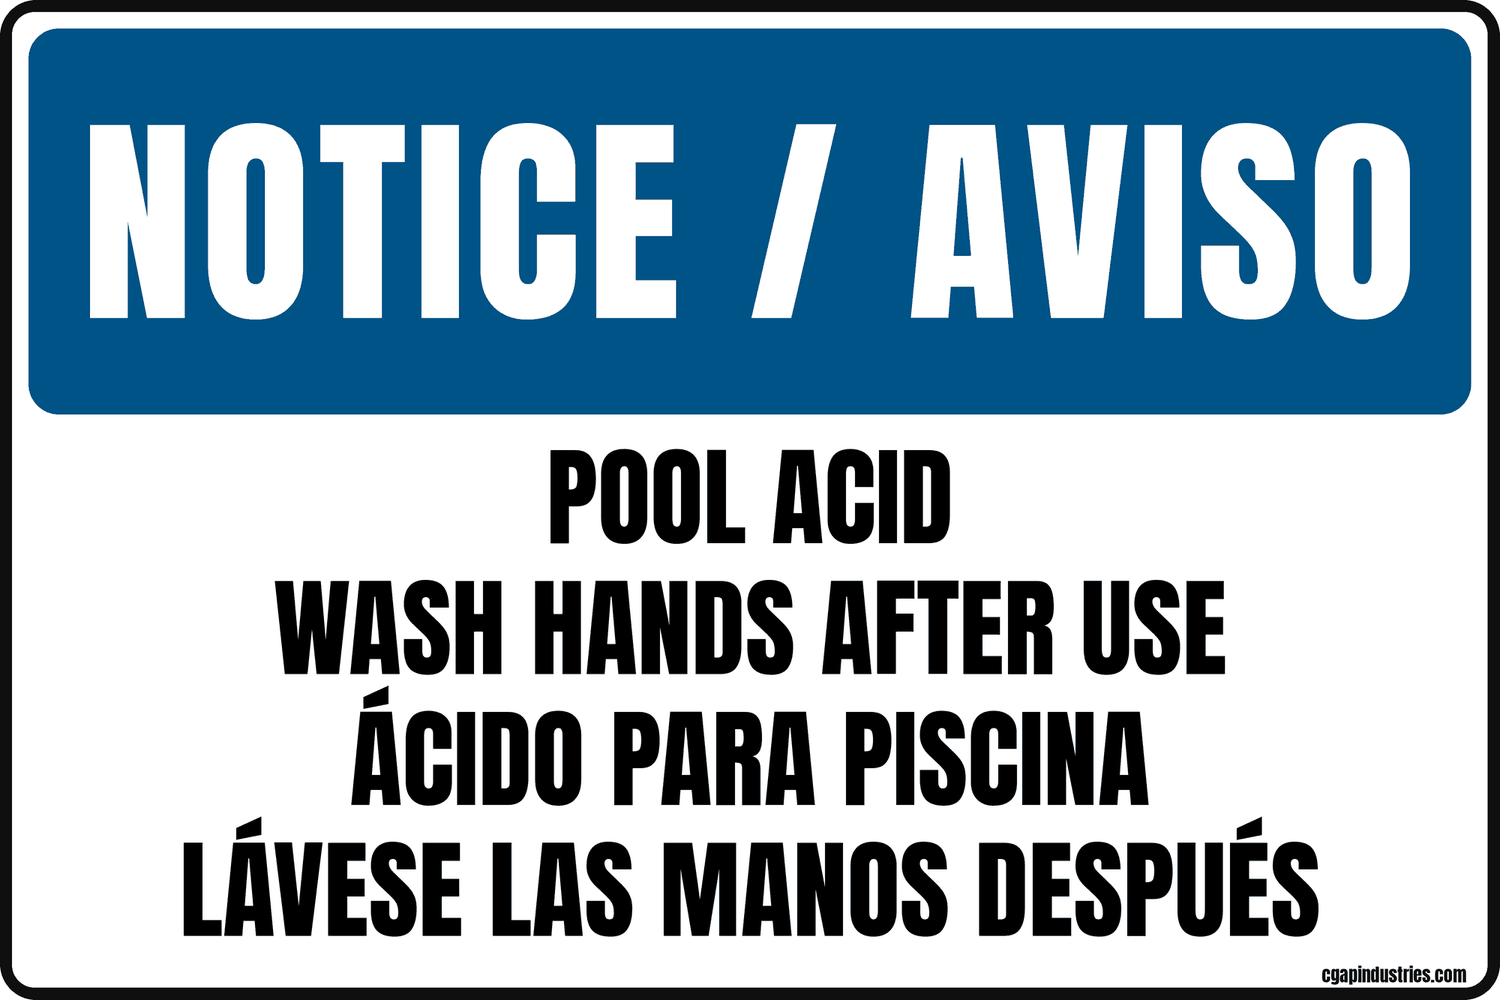 NOTICE / AVISO
POOL ACID
WASH HANDS AFTER USE
ÁCIDO PARA PISCINA
LÁVESE LAS MANOS DESPUÉS
cgapindustries.com